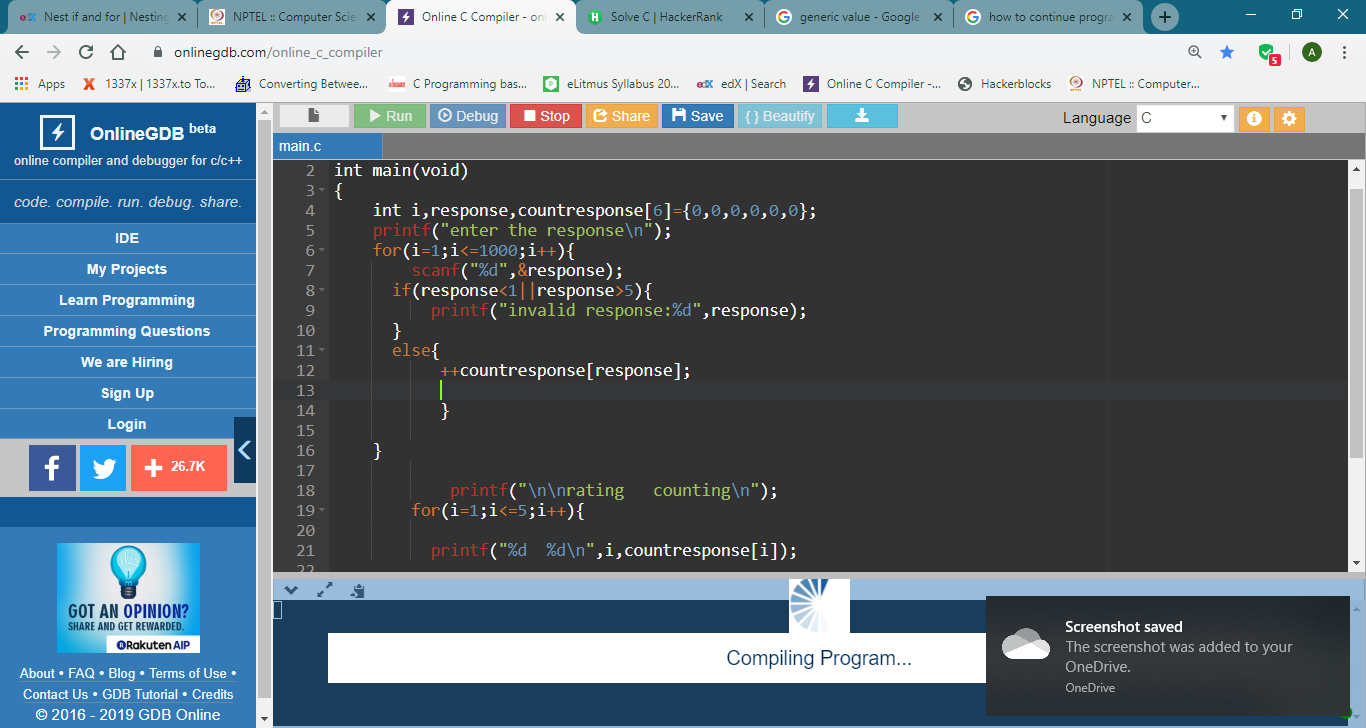 Nest if and for | Nesting
NPTEL :: Computer Scie
Online C Compiler - onl
Solve C | HackerRank
generic value - Google
how to continue progra
onlinegdb.com/online_c_compiler
5
A
Apps
1337x | 1337x.to To...
Converting Betwee...
C Programming bas...
eLitmus Syllabus 20...
edX
edX | Search
Online C Compiler -...
Hackerblocks
NPTEL :: Computer...
OnlineGDB beta
online compiler and debugger for c/c++
code. compile. run. debug. share.
IDE
My Projects
Learn Programming
Programming Questions
We are Hiring
Sign Up
Login
26.7K
GOT AN OPINION?
SHARE AND GET REWARDED.
Rakuten AIP
About • FAQ • Blog • Terms of Use •
Contact Us • GDB Tutorial • Credits
© 2016 - 2019 GDB Online
Run
Debug
Stop
Share
Save
{ } Beautify
Language C
main.c
2 int main(void)
3 {
4 int i,response,countresponse[6]={0,0,0,0,0,0};
5 printf("enter the response\n");
6 for(i=1;i<=1000;i++){
7 scanf("%d",&response);
8 if(response<1||response>5){
9 printf("invalid response:%d",response);
10 }
11 else{
12 ++countresponse[response];
13
14 }
15
16 }
17
18 printf("\n\nrating   counting\n");
19 for(i=1;i<=5;i++){
20
21 printf("%d  %d\n",i,countresponse[i]);
22
Compiling Program...
Screenshot saved
The screenshot was added to your
OneDrive.
OneDrive